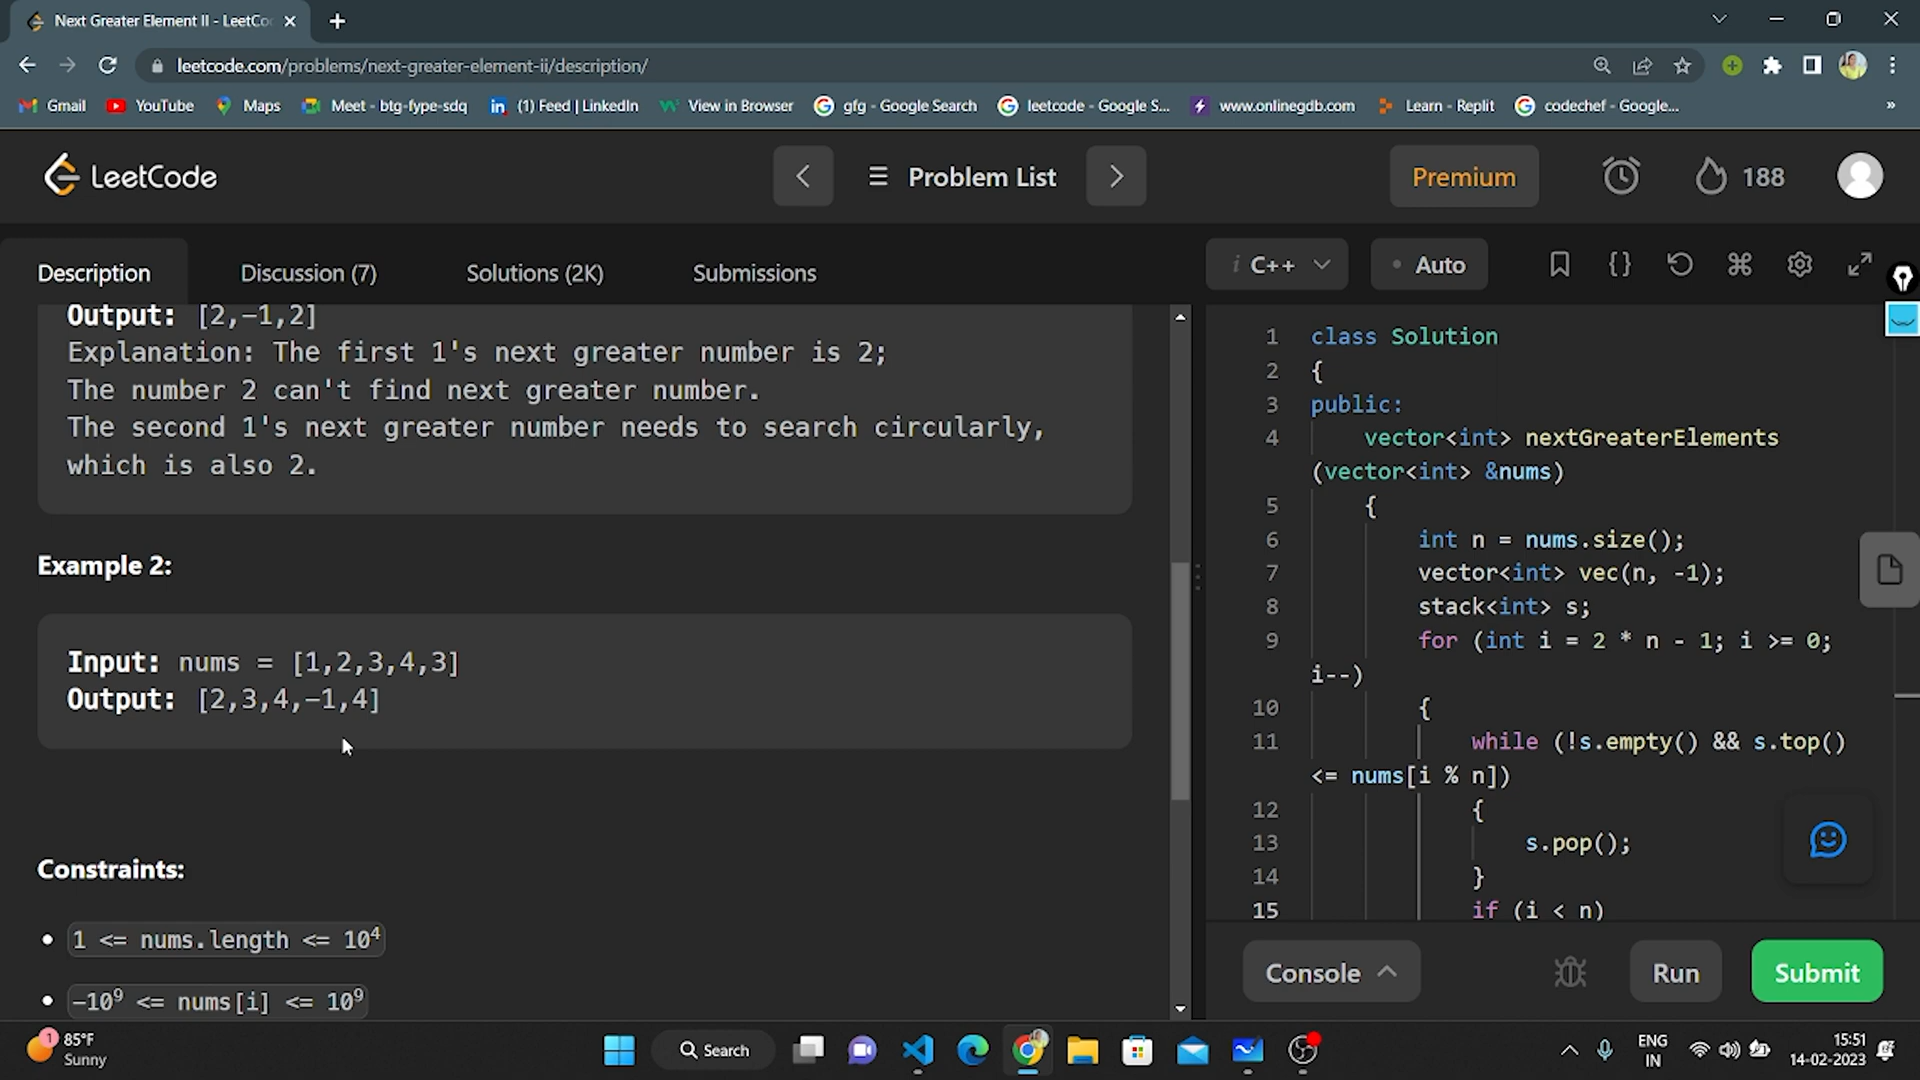 Next Greater Element II - LeetCo
leetcode.com/problems/next-greater-element-ii/description/
Gmail YouTube Maps Meet - btg-fype-sdq (1) Feed | LinkedIn View in Browser gfg - Google Search leetcode - Google S... www.onlinegdb.com Learn - Replit codechef - Google... »
LeetCode Problem List Premium 188
Description Discussion (7) Solutions (2K) Submissions
i C++ • Auto {}
Output: [2,-1,2]
Explanation: The first 1's next greater number is 2;
The number 2 can't find next greater number.
The second 1's next greater number needs to search circularly,
which is also 2.
Example 2:
Input: nums = [1,2,3,4,3]
Output: [2,3,4,-1,4]
Constraints:
• 1 <= nums.length <= 10⁴
• -10⁹ <= nums[i] <= 10⁹
1 class Solution
2 {
3 public:
4 vector<int> nextGreaterElements
(vector<int> &nums)
5 {
6 int n = nums.size();
7 vector<int> vec(n, -1);
8 stack<int> s;
9 for (int i = 2 * n - 1; i >= 0;
i--)
10 {
11 while (!s.empty() && s.top()
<= nums[i % n])
12 {
13 s.pop();
14 }
15 if (i < n)
Console Run Submit
1 85°F
Sunny
Search
ENG
IN
15:51
14-02-2023